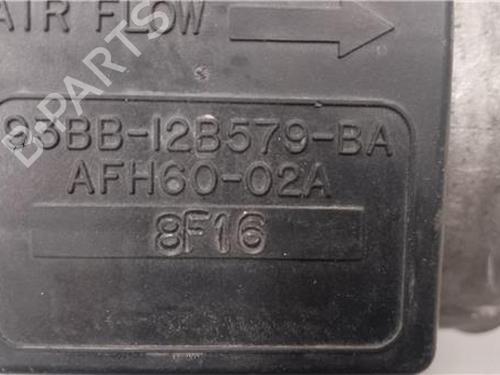 AIR FLOW
93BB-12B579-BA
AFH60-02A
8F16
B-PARTS